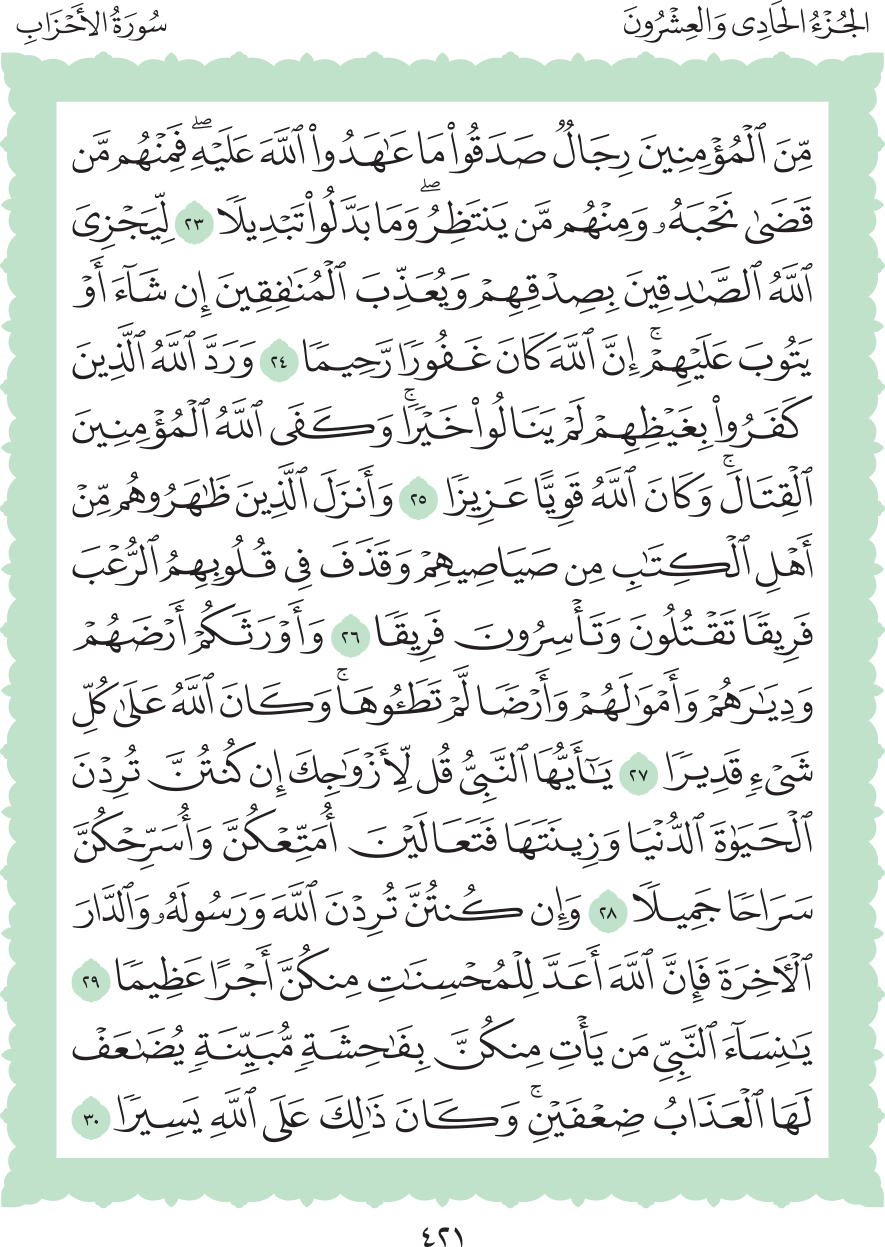 الجُزْءُ الحَادِى وَالعِشْرُونَ
سُورَةُ الأَحْزَابِ
مِّنَ ٱلْمُؤْمِنِينَ رِجَالٌ صَدَقُوا۟ مَا عَٰهَدُوا۟ ٱللَّهَ عَلَيْهِ ۖ فَمِنْهُم مَّن
قَضَىٰ نَحْبَهُۥ وَمِنْهُم مَّن يَنتَظِرُ ۖ وَمَا بَدَّلُوا۟ تَبْدِيلًا ٢٣ لِّيَجْزِىَ
ٱللَّهُ ٱلصَّٰدِقِينَ بِصِدْقِهِمْ وَيُعَذِّبَ ٱلْمُنَٰفِقِينَ إِن شَآءَ أَوْ
يَتُوبَ عَلَيْهِمْ ۚ إِنَّ ٱللَّهَ كَانَ غَفُورًا رَّحِيمًا ٢٤ وَرَدَّ ٱللَّهُ ٱلَّذِينَ
كَفَرُوا۟ بِغَيْظِهِمْ لَمْ يَنَالُوا۟ خَيْرًا ۚ وَكَفَى ٱللَّهُ ٱلْمُؤْمِنِينَ
ٱلْقِتَالَ ۚ وَكَانَ ٱللَّهُ قَوِيًّا عَزِيزًا ٢٥ وَأَنزَلَ ٱلَّذِينَ ظَٰهَرُوهُم مِّنْ
أَهْلِ ٱلْكِتَٰبِ مِن صَيَاصِيهِمْ وَقَذَفَ فِى قُلُوبِهِمُ ٱلرُّعْبَ
فَرِيقًا تَقْتُلُونَ وَتَأْسِرُونَ فَرِيقًا ٢٦ وَأَوْرَثَكُمْ أَرْضَهُمْ
وَدِيَٰرَهُمْ وَأَمْوَٰلَهُمْ وَأَرْضًا لَّمْ تَطَـُٔوهَا ۚ وَكَانَ ٱللَّهُ عَلَىٰ كُلِّ
شَىْءٍ قَدِيرًا ٢٧ يَٰٓأَيُّهَا ٱلنَّبِىُّ قُل لِّأَزْوَٰجِكَ إِن كُنتُنَّ تُرِدْنَ
ٱلْحَيَوٰةَ ٱلدُّنْيَا وَزِينَتَهَا فَتَعَالَيْنَ أُمَتِّعْكُنَّ وَأُسَرِّحْكُنَّ
سَرَاحًا جَمِيلًا ٢٨ وَإِن كُنتُنَّ تُرِدْنَ ٱللَّهَ وَرَسُولَهُۥ وَٱلدَّارَ
ٱلْـَٔاخِرَةَ فَإِنَّ ٱللَّهَ أَعَدَّ لِلْمُحْسِنَٰتِ مِنكُنَّ أَجْرًا عَظِيمًا ٢٩
يَٰنِسَآءَ ٱلنَّبِىِّ مَن يَأْتِ مِنكُنَّ بِفَٰحِشَةٍ مُّبَيِّنَةٍ يُضَٰعَفْ
لَهَا ٱلْعَذَابُ ضِعْفَيْنِ ۚ وَكَانَ ذَٰلِكَ عَلَى ٱللَّهِ يَسِيرًا ٣٠
٤٢١